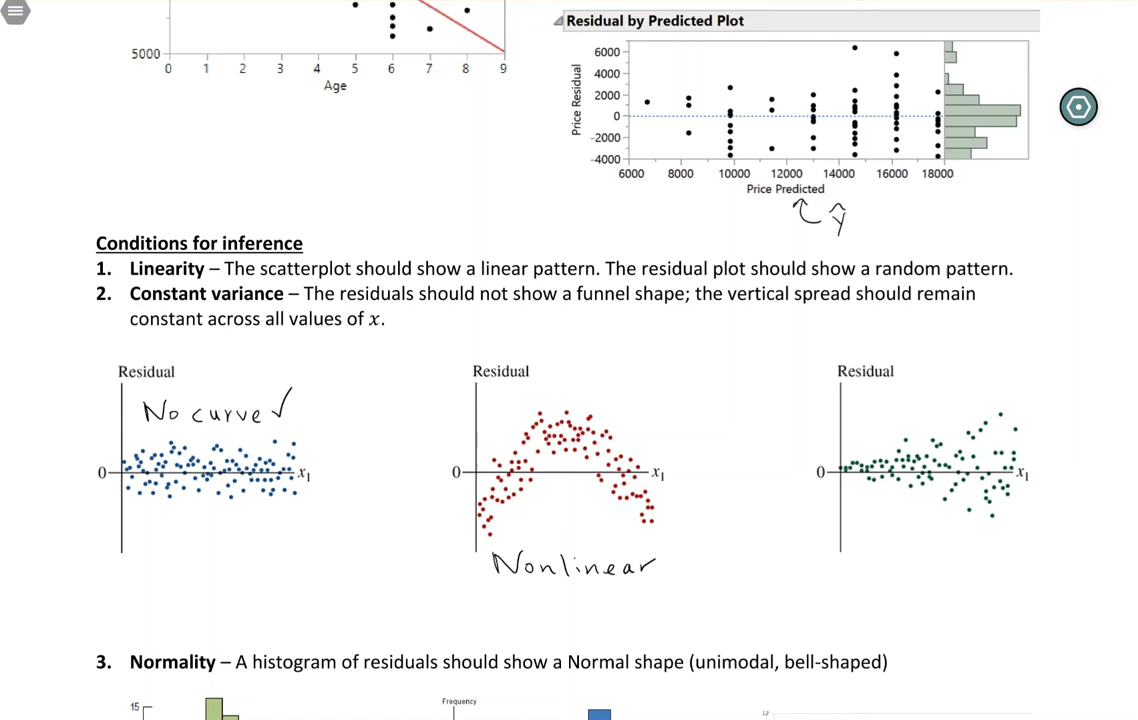 5000
0 1 2 3 4 5 6 7 8 9
Age
Residual by Predicted Plot
Price Residual
6000
4000
2000
0
-2000
-4000
6000 8000 10000 12000 14000 16000 18000
Price Predicted
ŷ
Conditions for inference
1. Linearity – The scatterplot should show a linear pattern. The residual plot should show a random pattern.
2. Constant variance – The residuals should not show a funnel shape; the vertical spread should remain
constant across all values of x.
Residual
No curve ✓
0 x₁
Residual
0 x₁
Nonlinear
Residual
0 x₁
3. Normality – A histogram of residuals should show a Normal shape (unimodal, bell-shaped)
15
Frequency
12